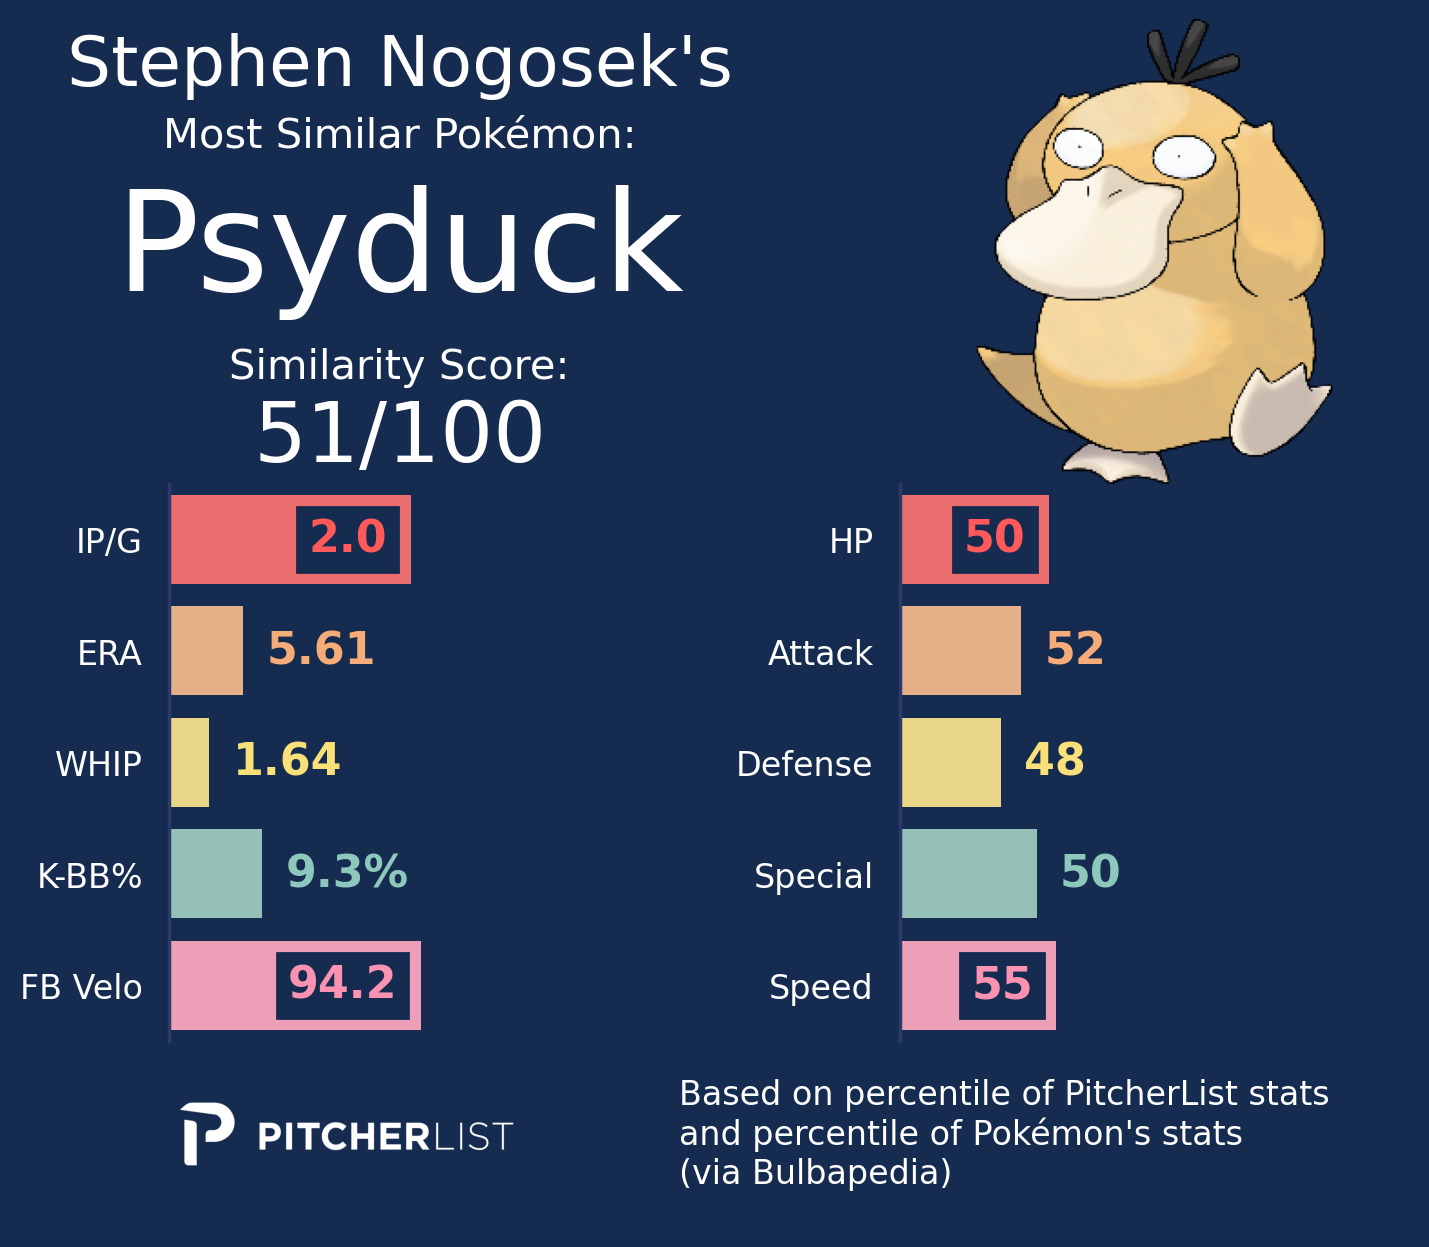 Stephen Nogosek's
Most Similar Pokémon:
Psyduck
Similarity Score:
51/100
IP/G 2.0
ERA 5.61
WHIP 1.64
K-BB% 9.3%
FB Velo 94.2
HP 50
Attack 52
Defense 48
Special 50
Speed 55
PITCHERLIST
Based on percentile of PitcherList stats
and percentile of Pokémon's stats
(via Bulbapedia)